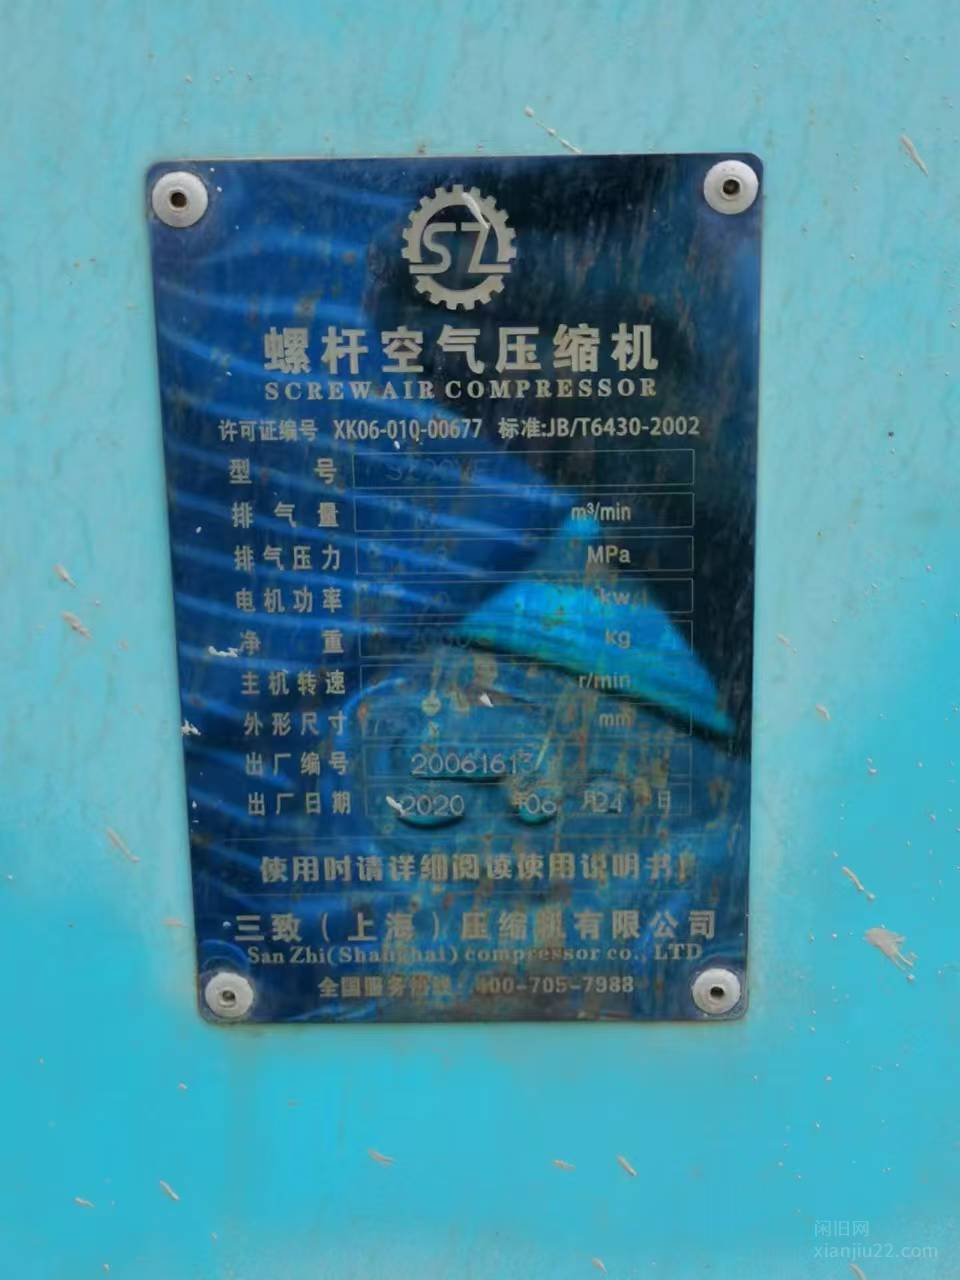 SZ
螺杆空气压缩机
SCREW AIR COMPRESSOR
许可证编号 XK06-010-00677 标准:JB/T6430-2002
型号
排气量 m³/min
排气压力 MPa
电机功率 kw
净重 kg
主机转速 r/min
外形尺寸 mm
出厂编号 20061613
出厂日期 2020 年06 月24 日
使用时请详细阅读使用说明书!
三致(上海)压缩机有限公司
San Zhi(Shanghai)compressor co., LTD
全国服务热线: 400-705-7988
闲旧网
xianjiu22.com